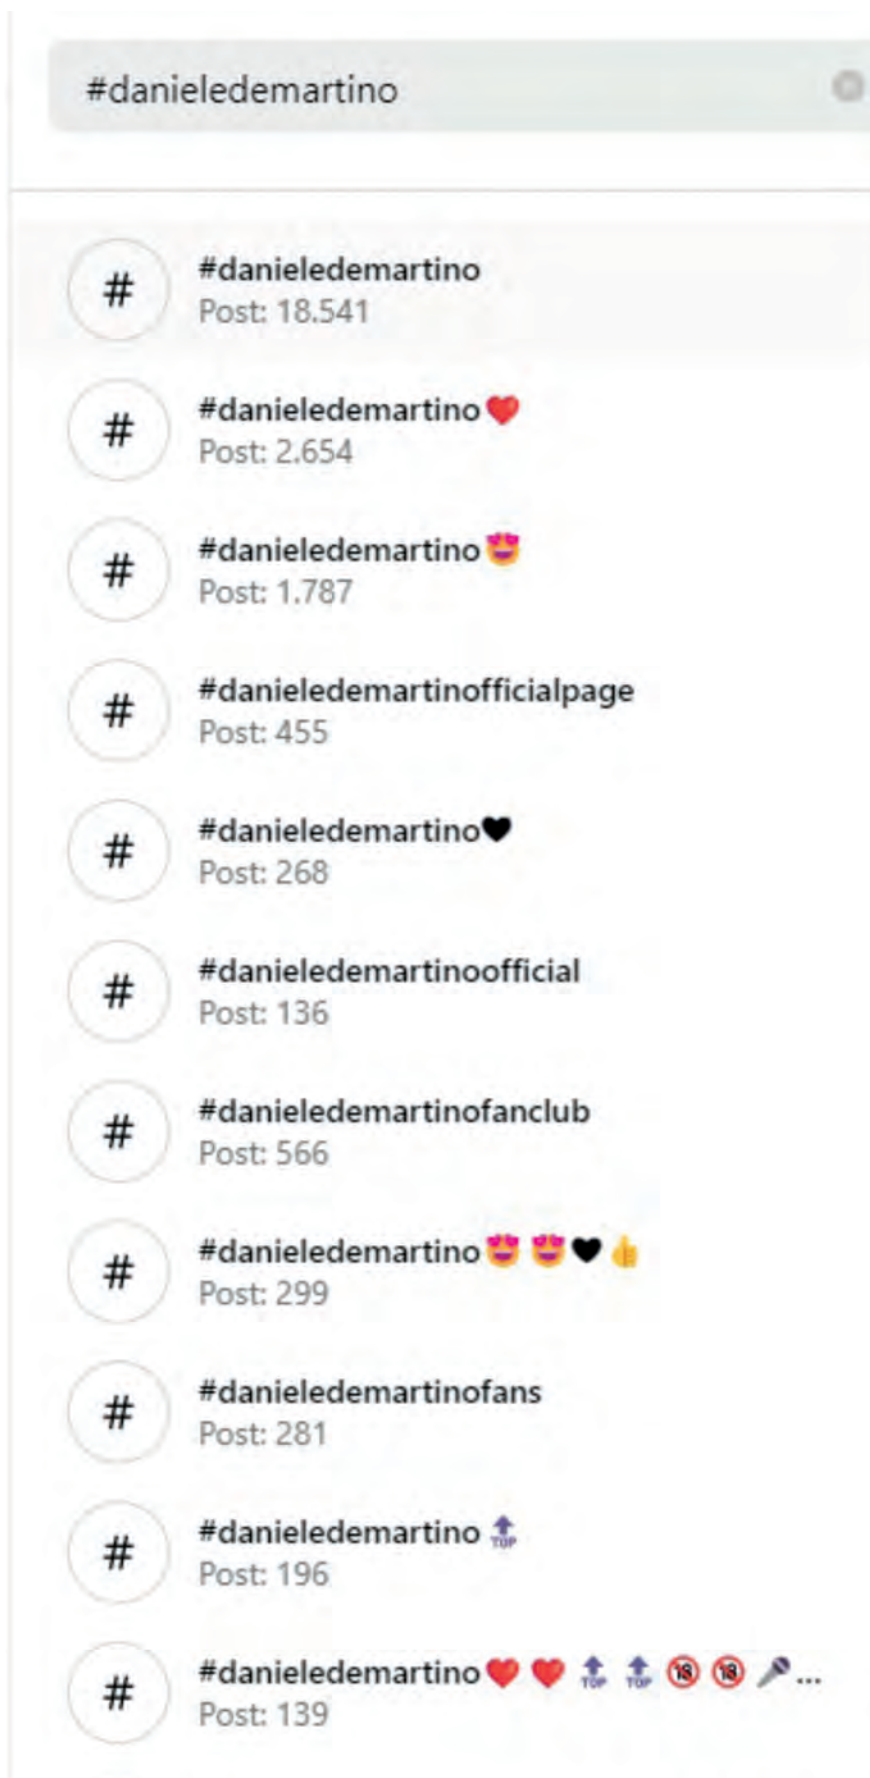 #danieledemartino
#
#danieledemartino
Post: 18.541
#
#danieledemartino❤️
Post: 2.654
#
#danieledemartino😍
Post: 1.787
#
#danieledemartinofficialpage
Post: 455
#
#danieledemartino🖤
Post: 268
#
#danieledemartinoofficial
Post: 136
#
#danieledemartinofanclub
Post: 566
#
#danieledemartino😍😍🖤👍
Post: 299
#
#danieledemartinofans
Post: 281
#
#danieledemartino🔝
Post: 196
#
#danieledemartino❤️❤️🔝🔝🔞🔞🎤...
Post: 139